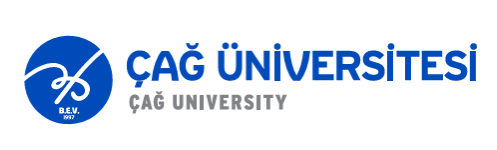 ÇAĞ ÜNİVERSİTESİ
ÇAĞ UNIVERSITY
B.E.V.
1997